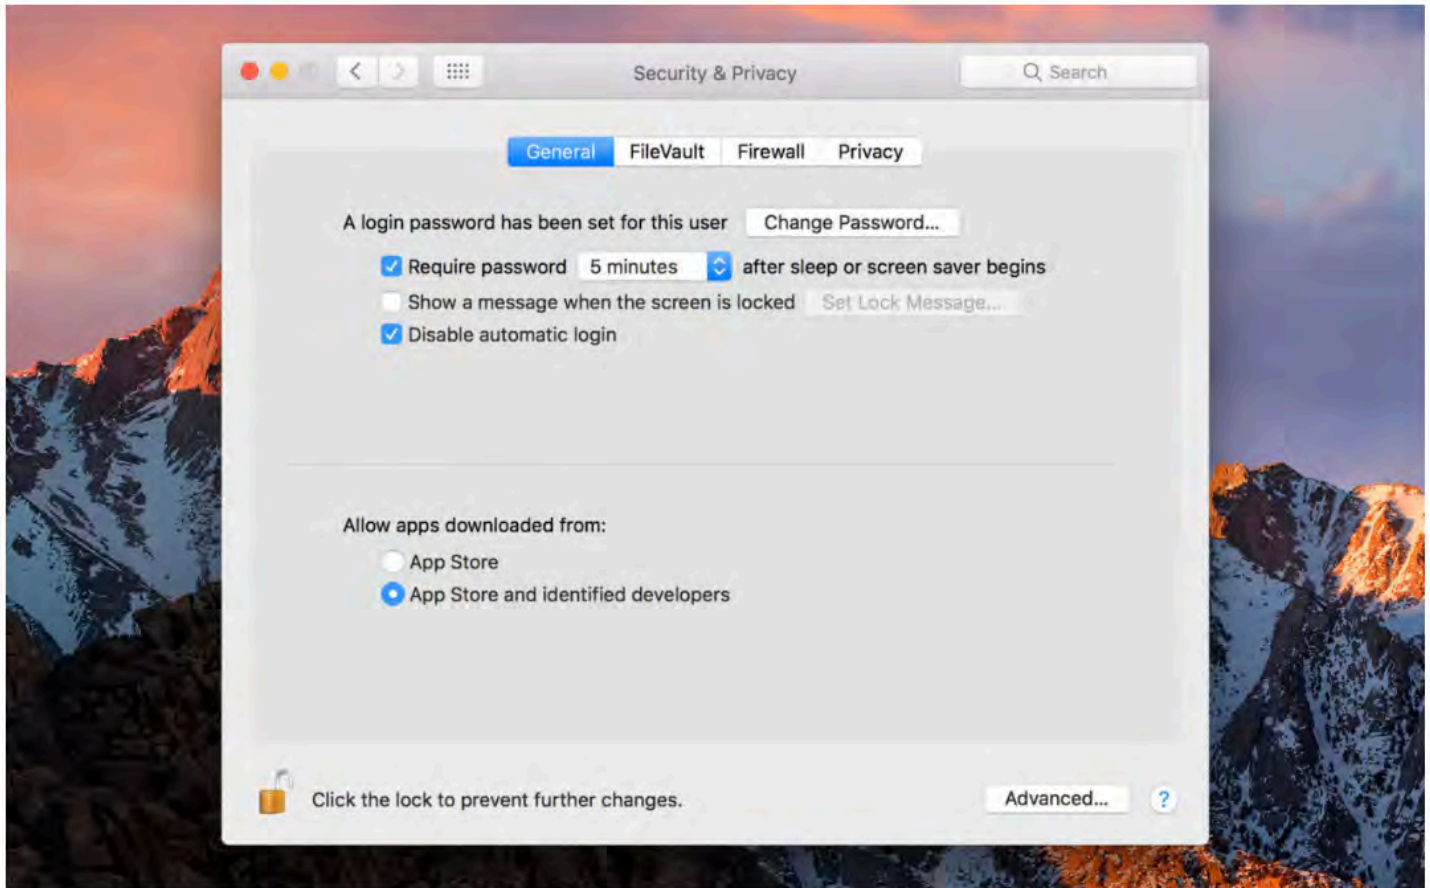 Security & Privacy
Search
General FileVault Firewall Privacy
A login password has been set for this user Change Password...
Require password 5 minutes after sleep or screen saver begins
Show a message when the screen is locked Set Lock Message...
Disable automatic login
Allow apps downloaded from:
App Store
App Store and identified developers
Click the lock to prevent further changes. Advanced... ?